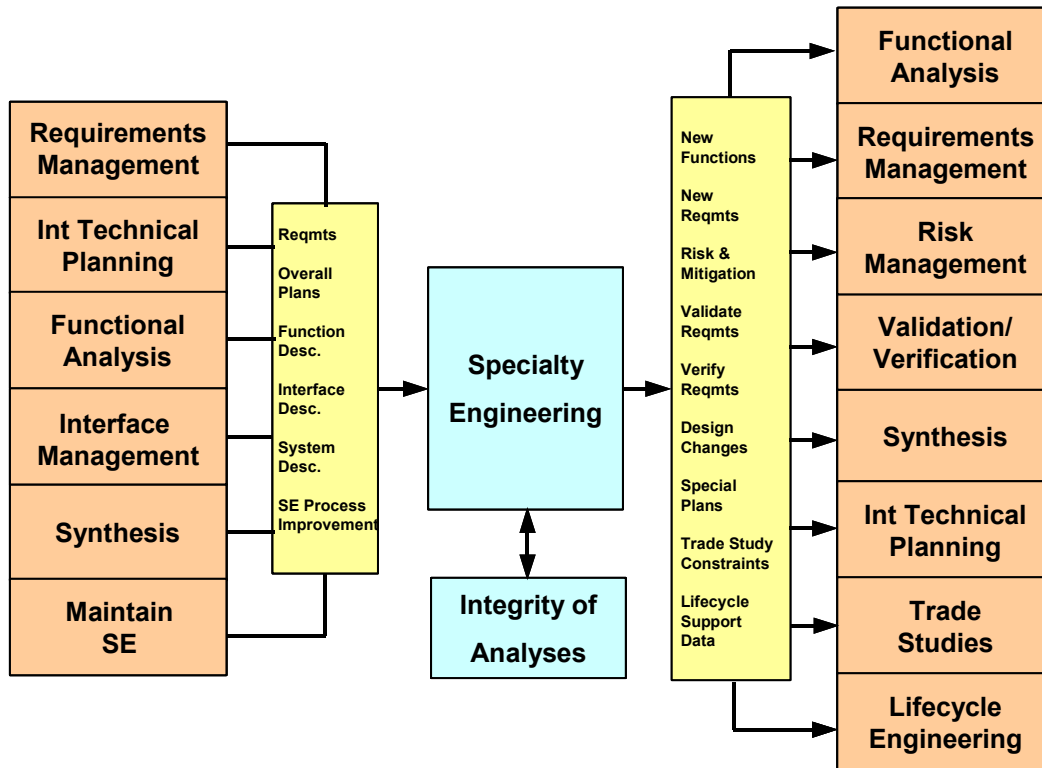 Requirements
Management
Int Technical
Planning
Functional
Analysis
Interface
Management
Synthesis
Maintain
SE
Reqmts
Overall
Plans
Function
Desc.
Interface
Desc.
System
Desc.
SE Process
Improvement
Specialty
Engineering
Integrity of
Analyses
New
Functions
New
Reqmts
Risk &
Mitigation
Validate
Reqmts
Verify
Reqmts
Design
Changes
Special
Plans
Trade Study
Constraints
Lifecycle
Support
Data
Functional
Analysis
Requirements
Management
Risk
Management
Validation/
Verification
Synthesis
Int Technical
Planning
Trade
Studies
Lifecycle
Engineering